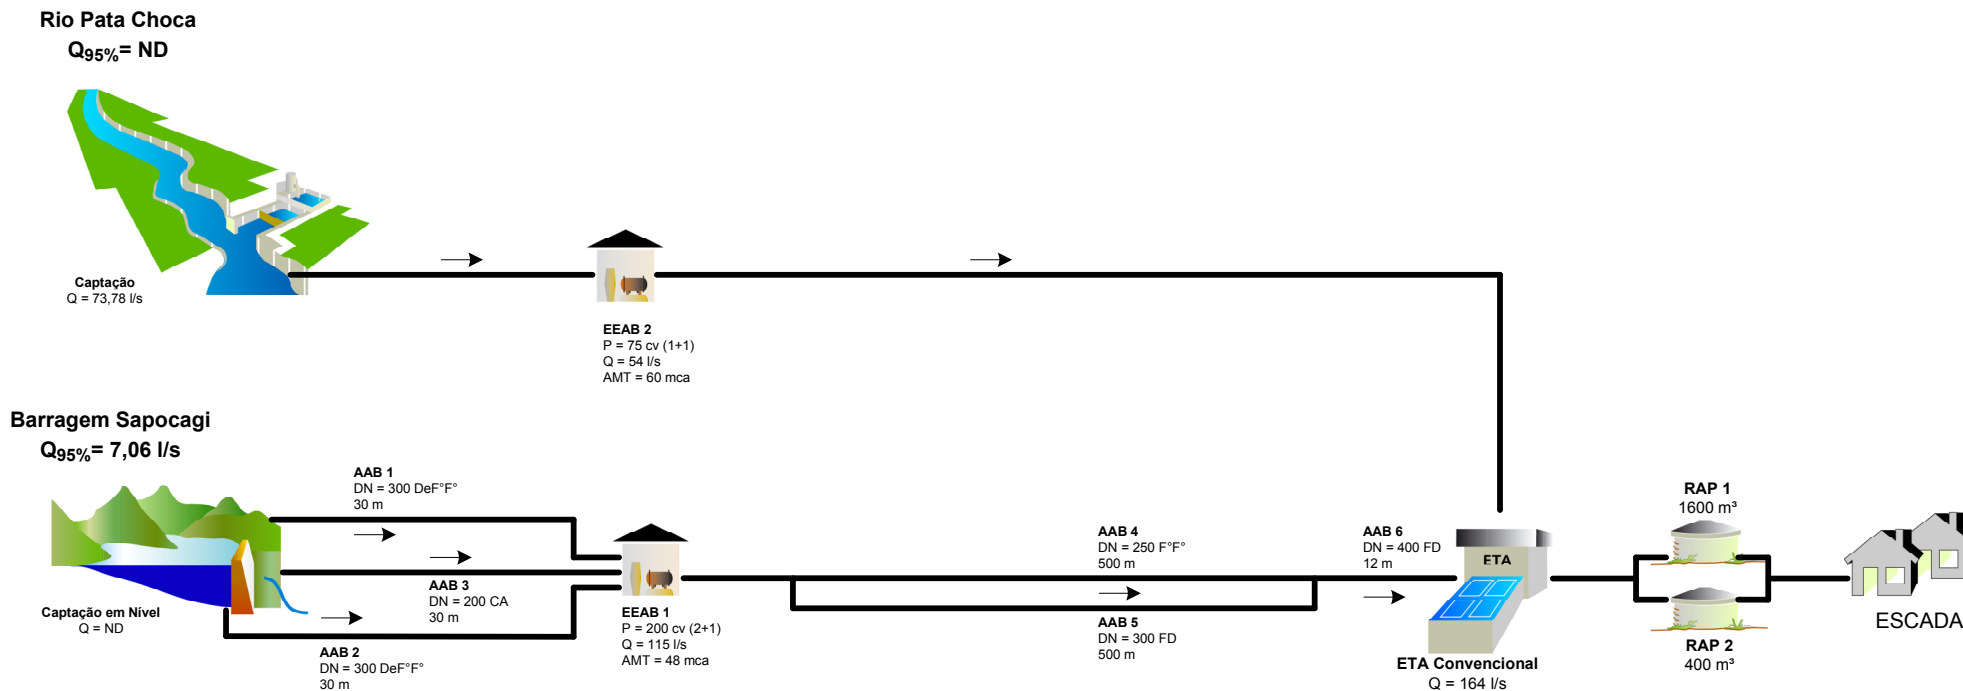 Rio Pata Choca
Q95%= ND
Captação
Q = 73,78 l/s
EEAB 2
P = 75 cv (1+1)
Q = 54 l/s
AMT = 60 mca
Barragem Sapocagi
Q95%= 7,06 l/s
AAB 1
DN = 300 DeF°F°
30 m
AAB 3
DN = 200 CA
30 m
Captação em Nível
Q = ND
AAB 2
DN = 300 DeF°F°
30 m
EEAB 1
P = 200 cv (2+1)
Q = 115 l/s
AMT = 48 mca
AAB 4
DN = 250 F°F°
500 m
AAB 5
DN = 300 FD
500 m
AAB 6
DN = 400 FD
12 m
ETA
ETA Convencional
Q = 164 l/s
RAP 1
1600 m³
RAP 2
400 m³
ESCADA